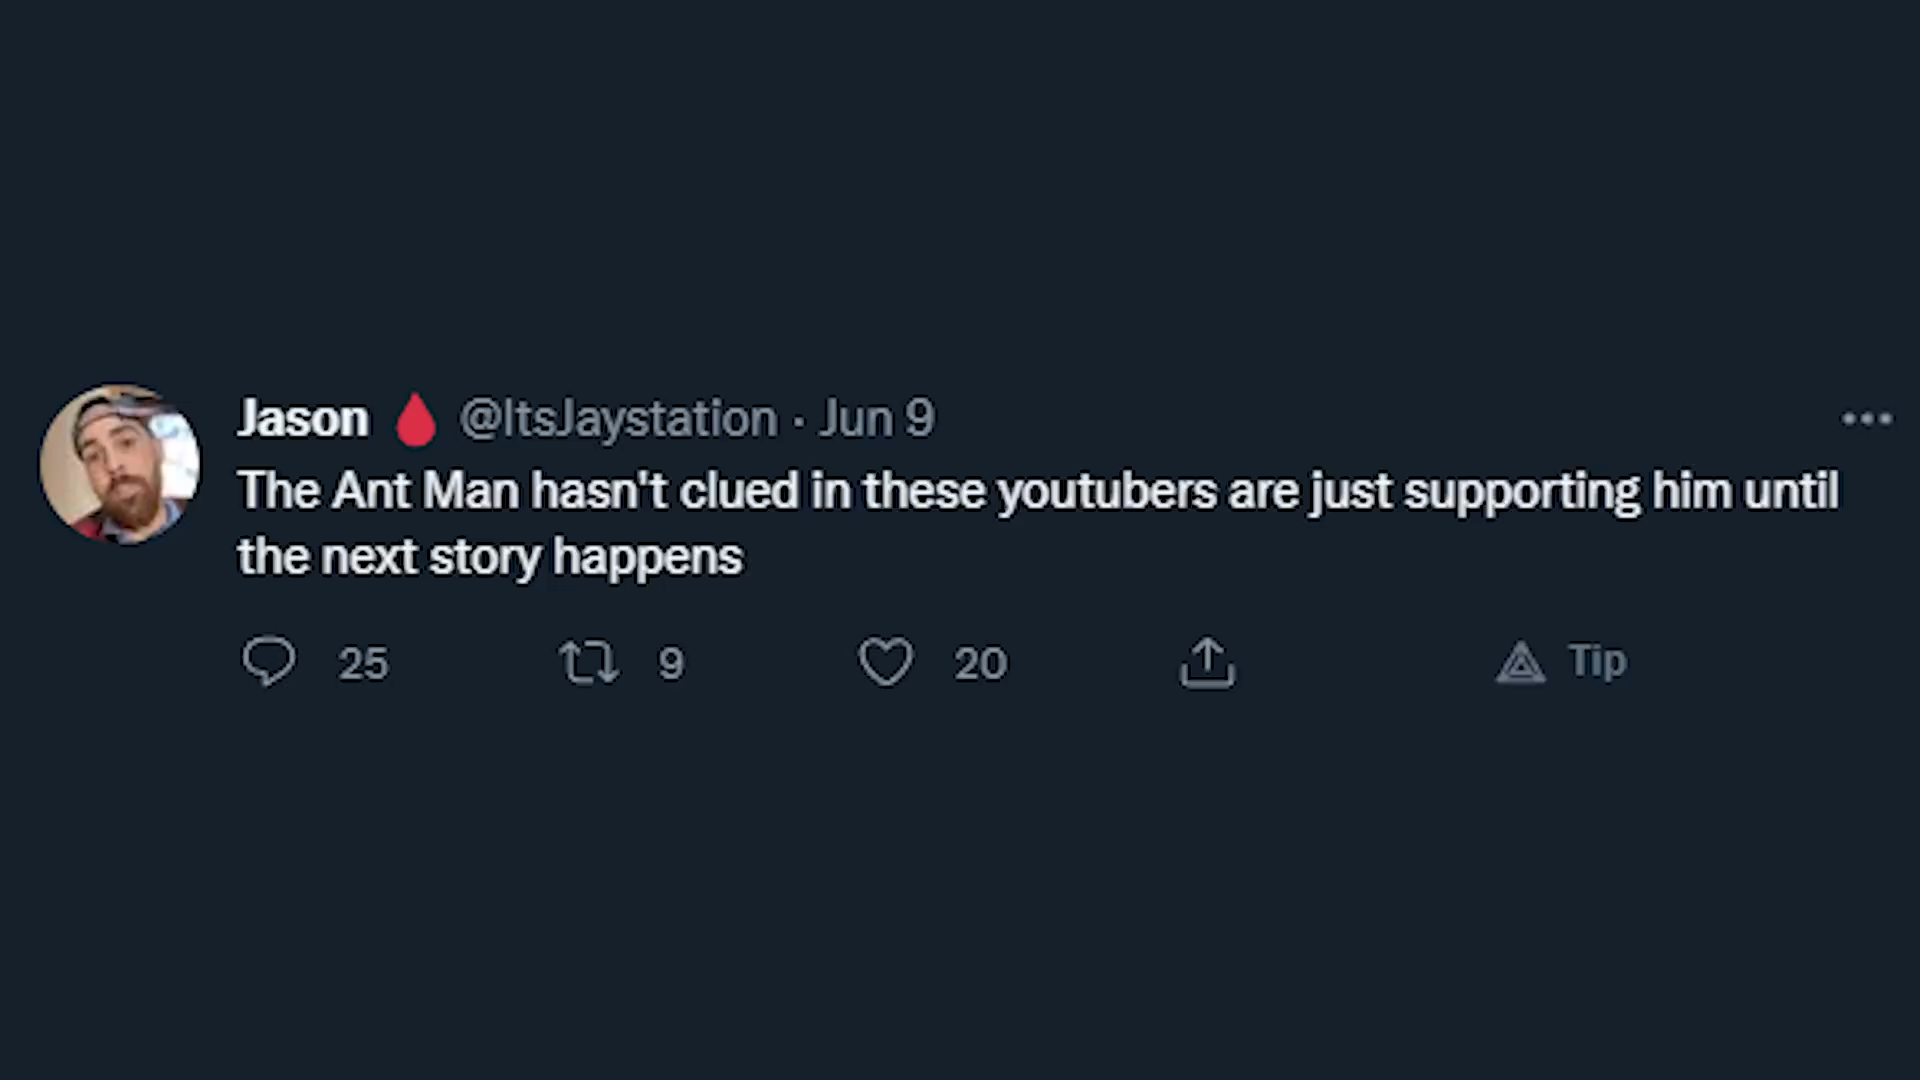 Jason 🩸 @ItsJaystation · Jun 9
The Ant Man hasn't clued in these youtubers are just supporting him until
the next story happens
25 9 20 Tip